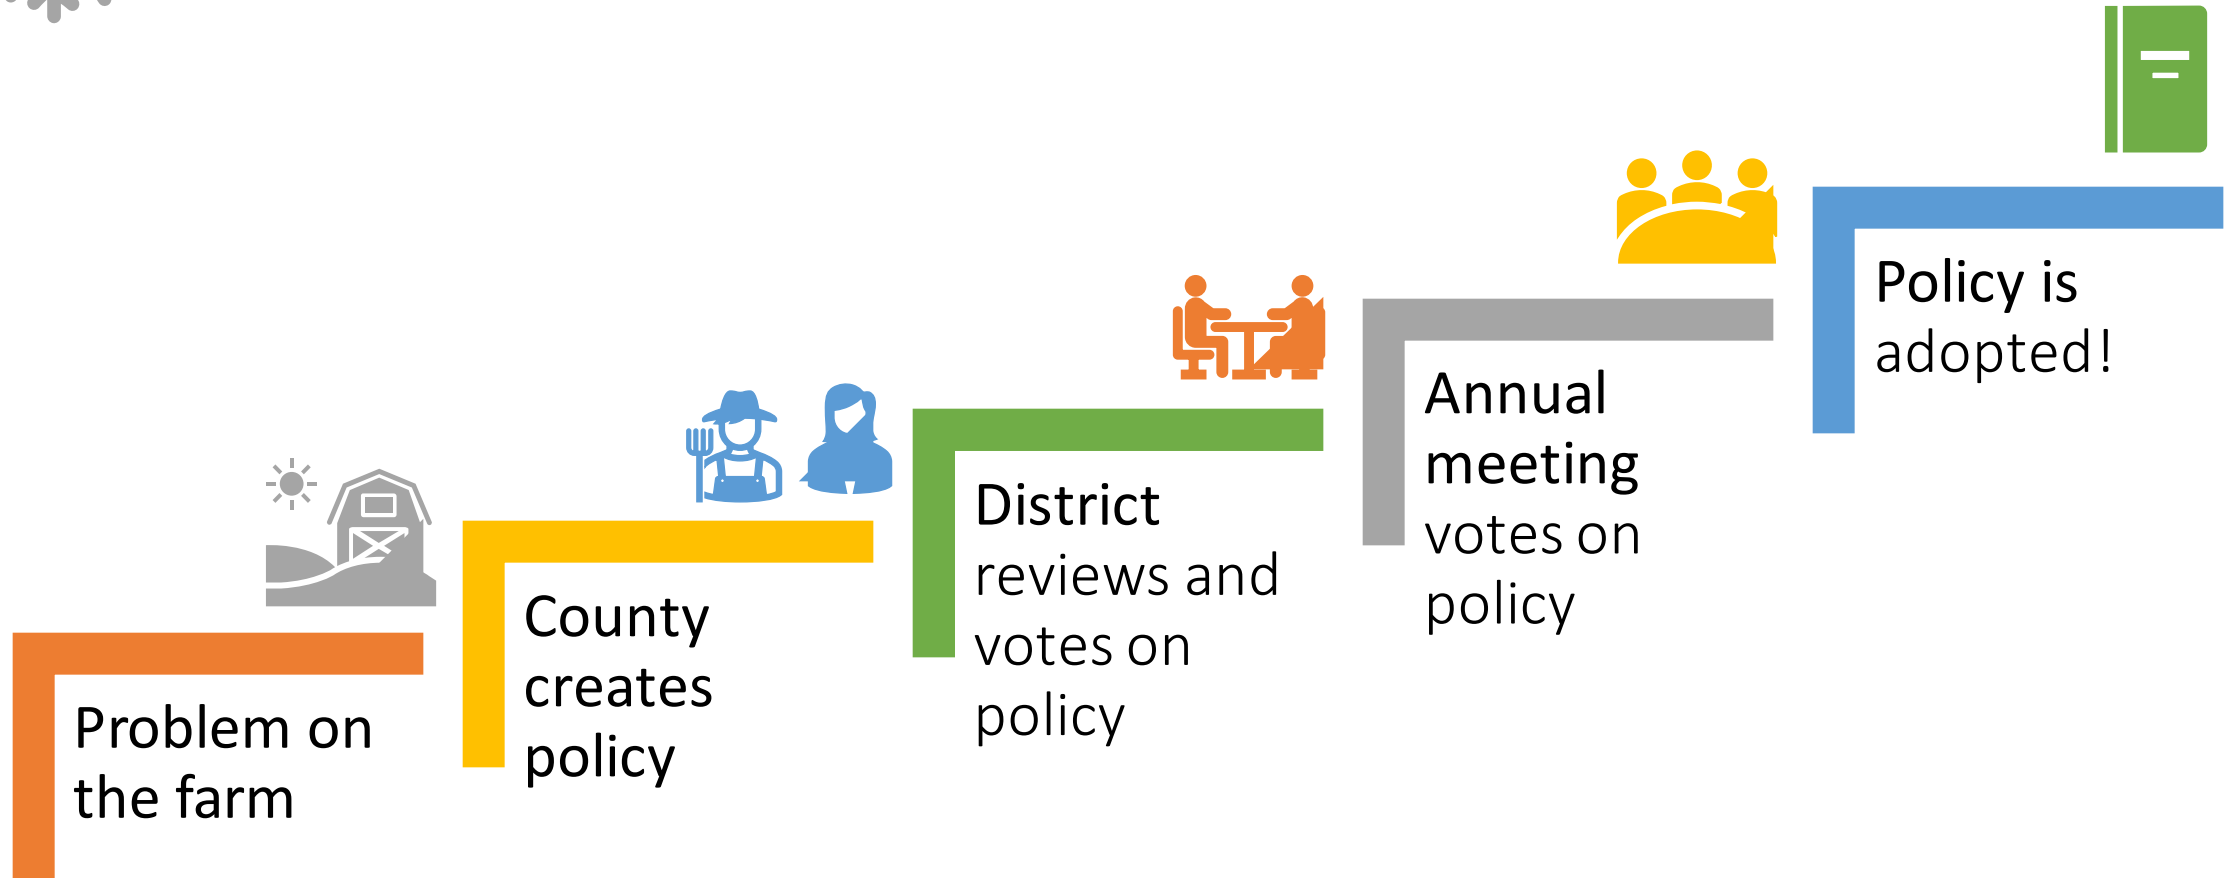 Problem on
the farm
County
creates
policy
District
reviews and
votes on
policy
Annual
meeting
votes on
policy
Policy is
adopted!